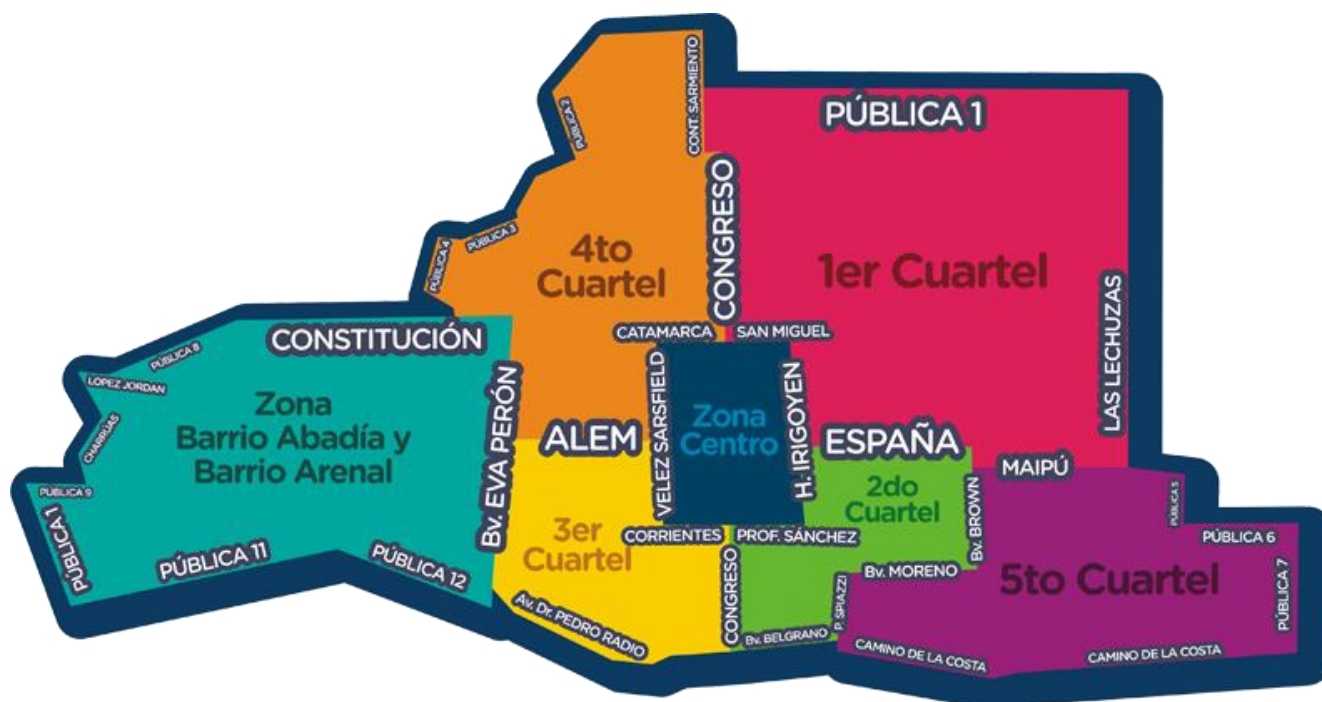 CONT. SARMIENTO
PÚBLICA 2
PÚBLICA 1
CONGRESO
PÚBLICA 3
PÚBLICA 4
4to
Cuartel
1er Cuartel
LAS LECHUZAS
CATAMARCA
SAN MIGUEL
CONSTITUCIÓN
PÚBLICA 8
LOPEZ JORDAN
CHARRÚAS
Zona
Barrio Abadía y
Barrio Arenal
Bv. EVA PERÓN
ALEM
VELEZ SARSFIELD
Zona
Centro
H. IRIGOYEN
ESPAÑA
MAIPÚ
2do
Cuartel
Bv. BROWN
PÚBLICA 5
PÚBLICA 9
PÚBLICA 1
PÚBLICA 11
PÚBLICA 12
3er
Cuartel
CORRIENTES
PROF. SÁNCHEZ
PÚBLICA 6
PÚBLICA 7
Bv. MORENO
5to Cuartel
CONGRESO
P. SPIAZZI
Av. Dr. PEDRO RADIO
Bv. BELGRANO
CAMINO DE LA COSTA
CAMINO DE LA COSTA